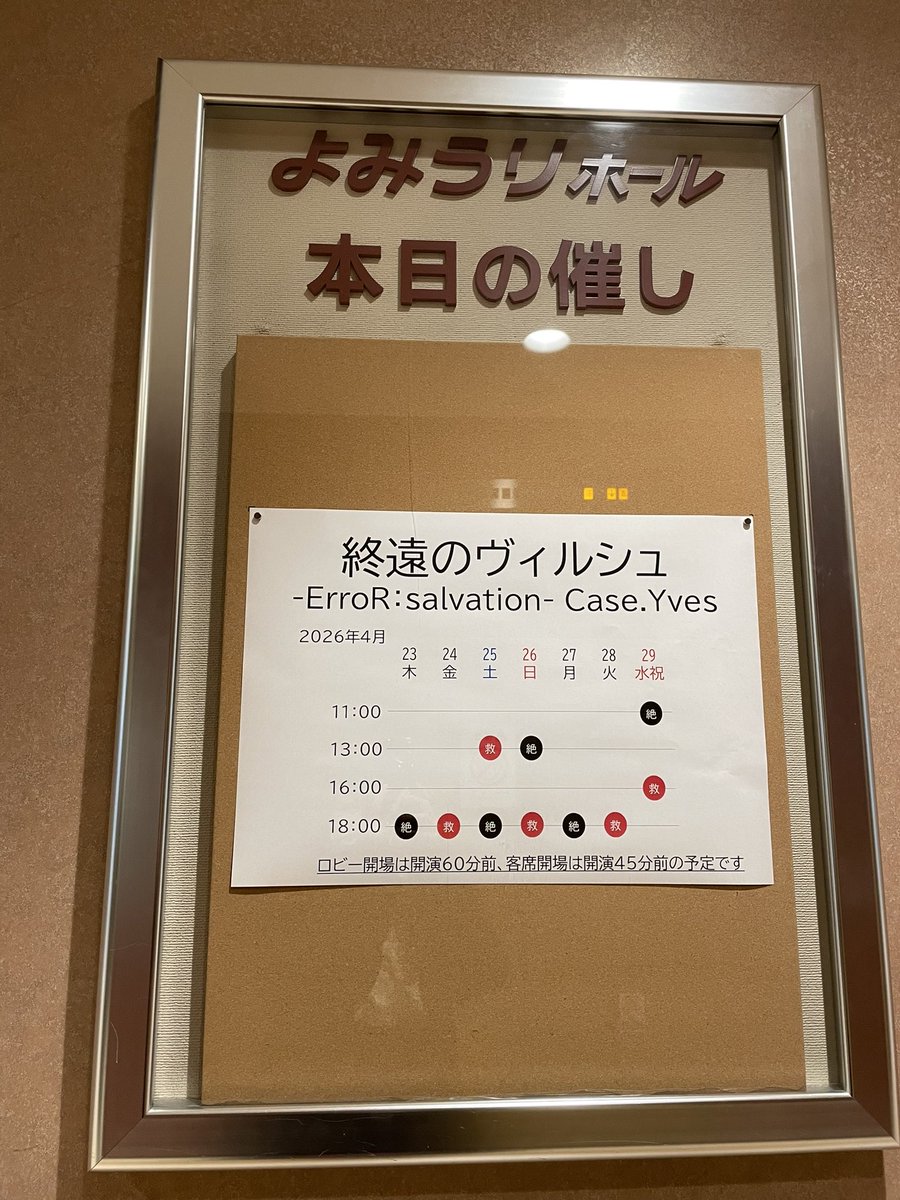 よみうりホール
本日の催し
終遠のヴィルシュ
-ErroR:salvation- Case.Yves
2026年4月
23 24 25 26 27 28 29
木 金 土 日 月 火 水祝
11:00 絶
13:00 救 絶
16:00 救
18:00 絶 救 絶 救 絶 救
ロビー開場は開演60分前、客席開場は開演45分前の予定です